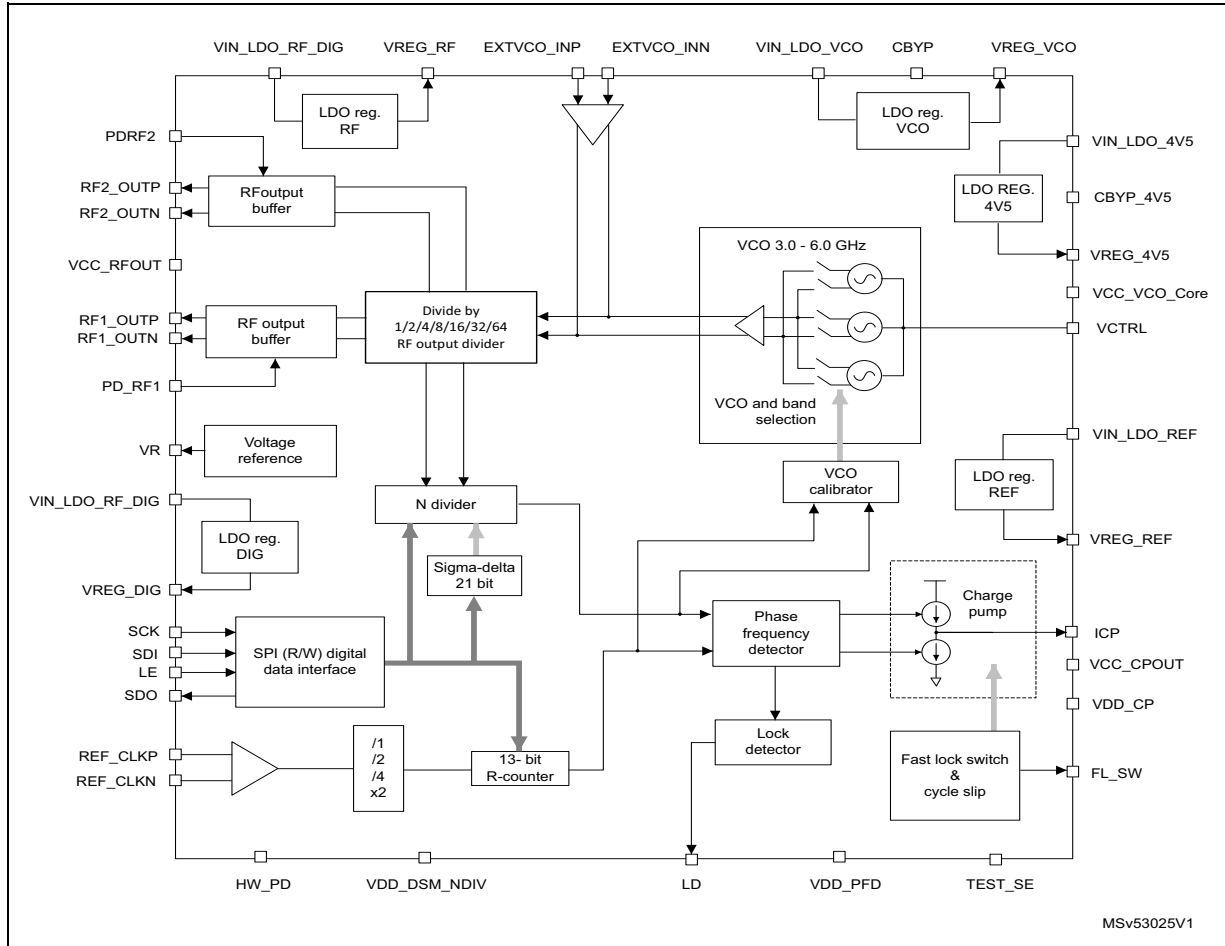 VIN_LDO_RF_DIG
VREG_RF
EXTVCO_INP
EXTVCO_INN
VIN_LDO_VCO
CBYP
VREG_VCO
LDO reg.
RF
LDO reg.
VCO
PDRF2
RF2_OUTP
RF2_OUTN
RFoutput
buffer
VIN_LDO_4V5
LDO REG.
4V5
CBYP_4V5
VREG_4V5
VCC_RFOUT
VCO 3.0 - 6.0 GHz
VCC_VCO_Core
RF1_OUTP
RF1_OUTN
RF output
buffer
Divide by
1/2/4/8/16/32/64
RF output divider
VCTRL
PD_RF1
VCO and band
selection
VR
Voltage
reference
VIN_LDO_REF
LDO reg.
REF
VREG_REF
VCO
calibrator
VIN_LDO_RF_DIG
LDO reg.
DIG
VREG_DIG
N divider
Sigma-delta
21 bit
Phase
frequency
detector
Charge
pump
ICP
VCC_CPOUT
VDD_CP
SCK
SDI
LE
SDO
SPI (R/W) digital
data interface
Lock
detector
Fast lock switch
&
cycle slip
FL_SW
REF_CLKP
REF_CLKN
/1
/2
/4
x2
13- bit
R-counter
HW_PD
VDD_DSM_NDIV
LD
VDD_PFD
TEST_SE
MSv53025V1